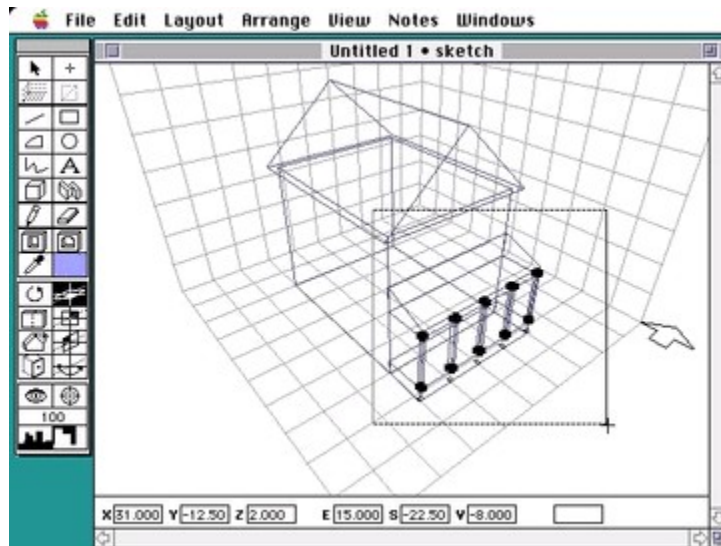 File Edit Layout Arrange View Notes Windows
Untitled 1 • sketch
A
100
X 31.000 Y -12.50 Z 2.000 E 15.000 S -22.50 V -8.000